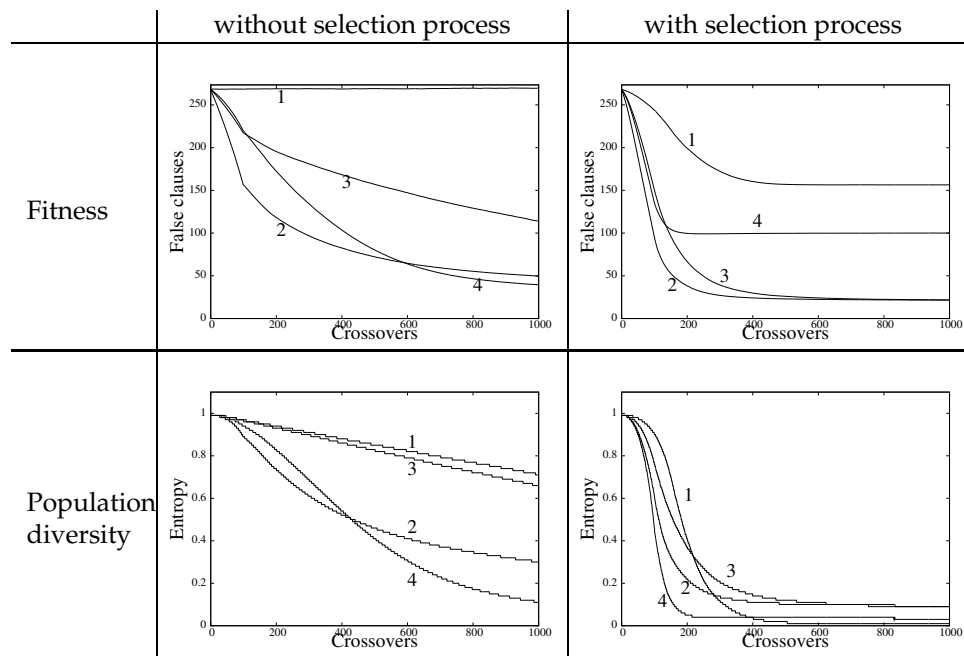 without selection process
with selection process
Fitness
False clauses
250
200
150
100
50
0
1
3
2
4
0 200 400 600 800 1000
Crossovers
False clauses
250
200
150
100
50
0
1
4
3
2
0 200 400 600 800 1000
Crossovers
Population
diversity
Entropy
1
0.8
0.6
0.4
0.2
0
1
3
2
4
0 200 400 600 800 1000
Crossovers
Entropy
1
0.8
0.6
0.4
0.2
0
1
3
2
4
0 200 400 600 800 1000
Crossovers